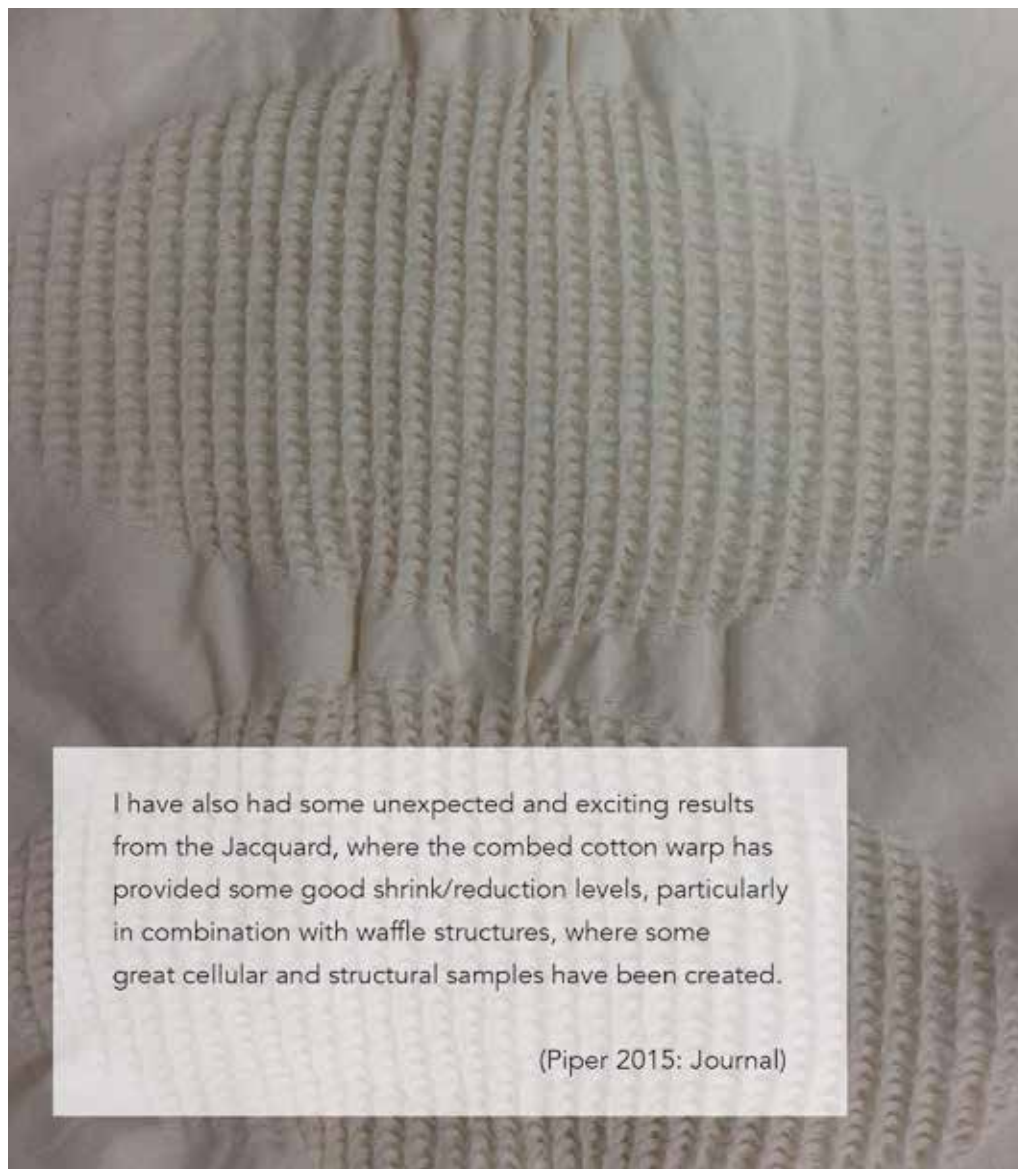 I have also had some unexpected and exciting results
from the Jacquard, where the combed cotton warp has
provided some good shrink/reduction levels, particularly
in combination with waffle structures, where some
great cellular and structural samples have been created.
(Piper 2015: Journal)